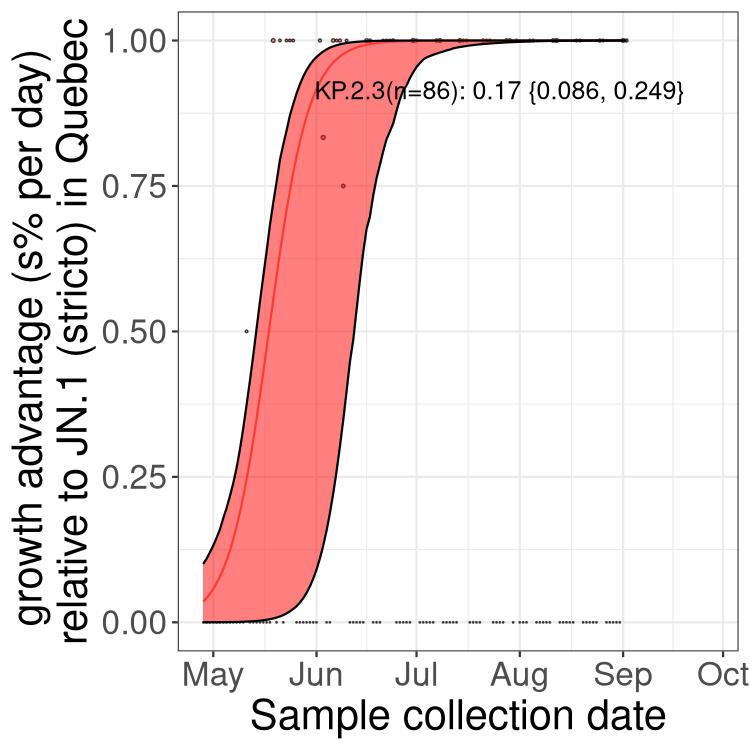 growth advantage (s% per day)
relative to JN.1 (stricto) in Quebec
1.00
0.75
0.50
0.25
0.00
KP.2.3(n=86): 0.17 {0.086, 0.249}
May Jun Jul Aug Sep Oct
Sample collection date